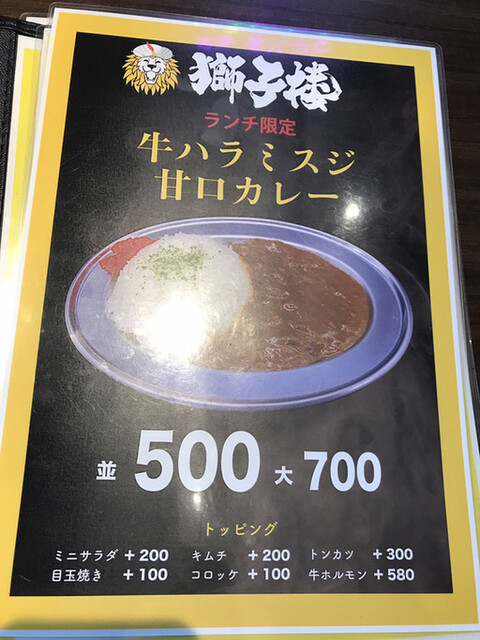 獅子楼
ランチ限定
牛ハラミスジ
甘口カレー
並 500 大 700
トッピング
ミニサラダ +200 キムチ +200 トンカツ +300
目玉焼き +100 コロッケ +100 牛ホルモン +580